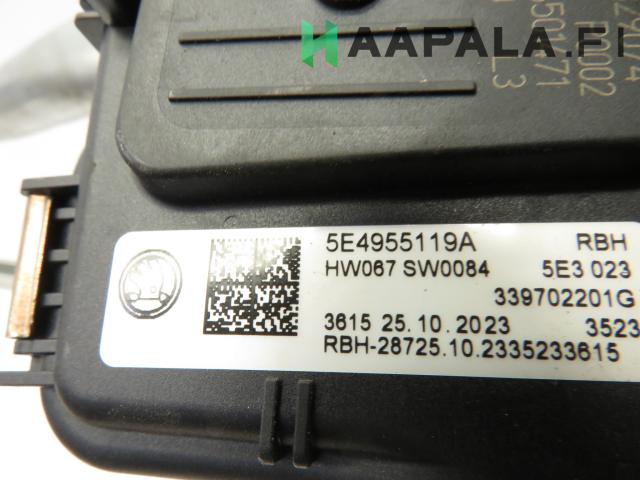 HAAPALA.FI
5E4955119A RBH
HW067 SW0084 5E3 023
339702201G
3615 25.10.2023 3523
RBH-28725.10.2335233615